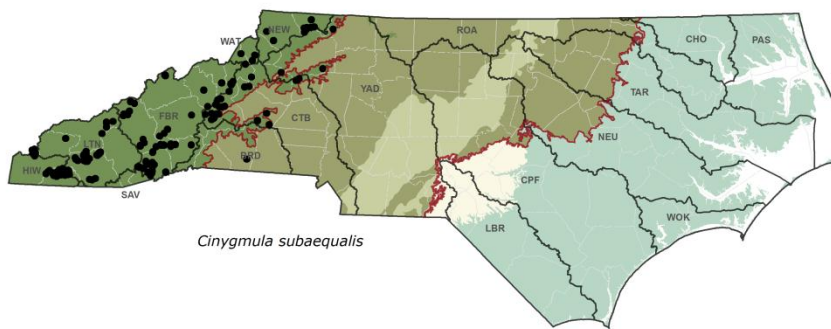 NEW
WAT
ROA
CHO
PAS
YAD
TAR
FBR
CTB
LTN
NEU
BRD
HIW
CPF
SAV
WOK
LBR
Cinygmula subaequalis